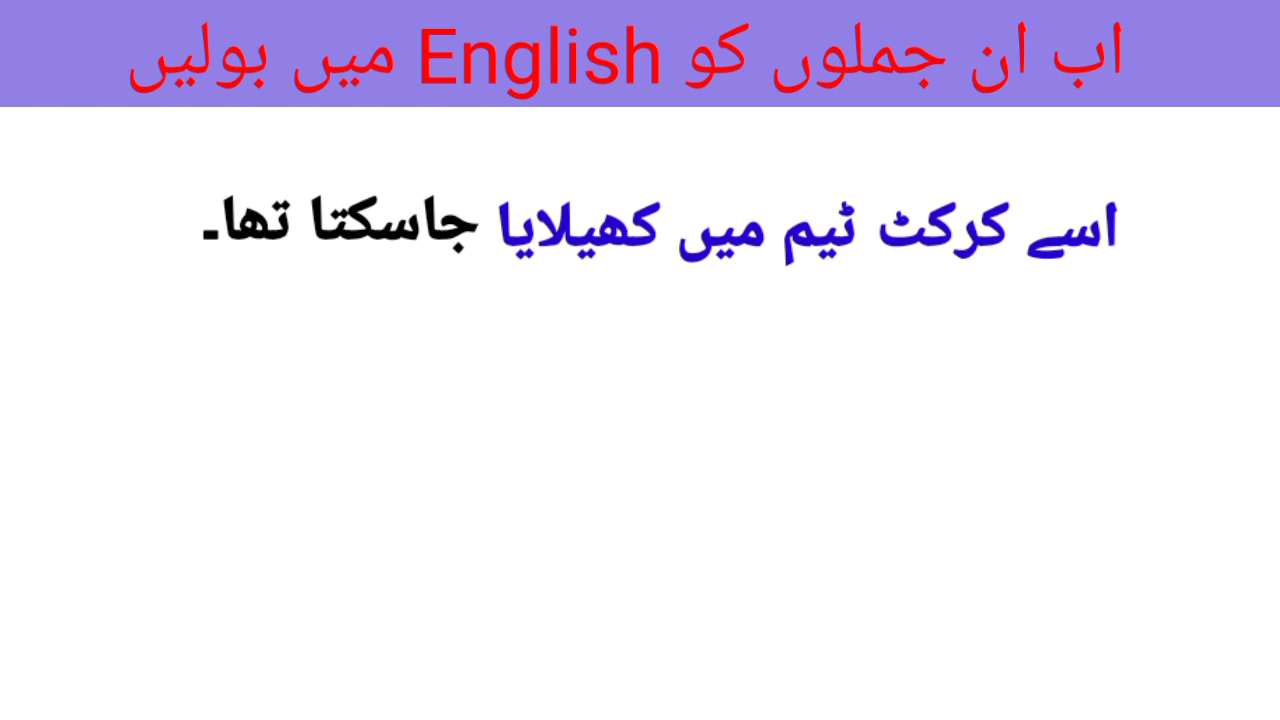 اب ان جملوں کو English میں بولیں
اسے کرکٹ ٹیم میں کھیلایا جاسکتا تھا۔